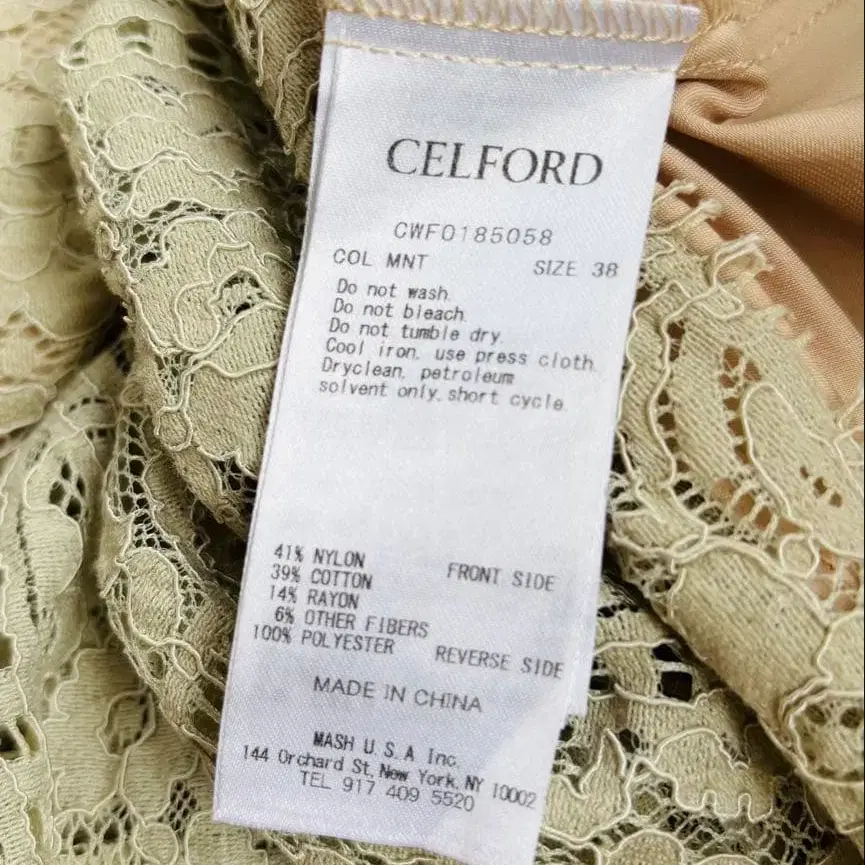 CELFORD
CWF0185058
COL MNT SIZE 38
Do not wash.
Do not bleach.
Do not tumble dry.
Cool iron, use press cloth.
Dryclean, petroleum
solvent only, short cycle.
41% NYLON FRONT SIDE
39% COTTON
14% RAYON
6% OTHER FIBERS
100% POLYESTER REVERSE SIDE
MADE IN CHINA
MASH U.S.A Inc.
144 Orchard St, New York, NY 10002
TEL 917 409 5520